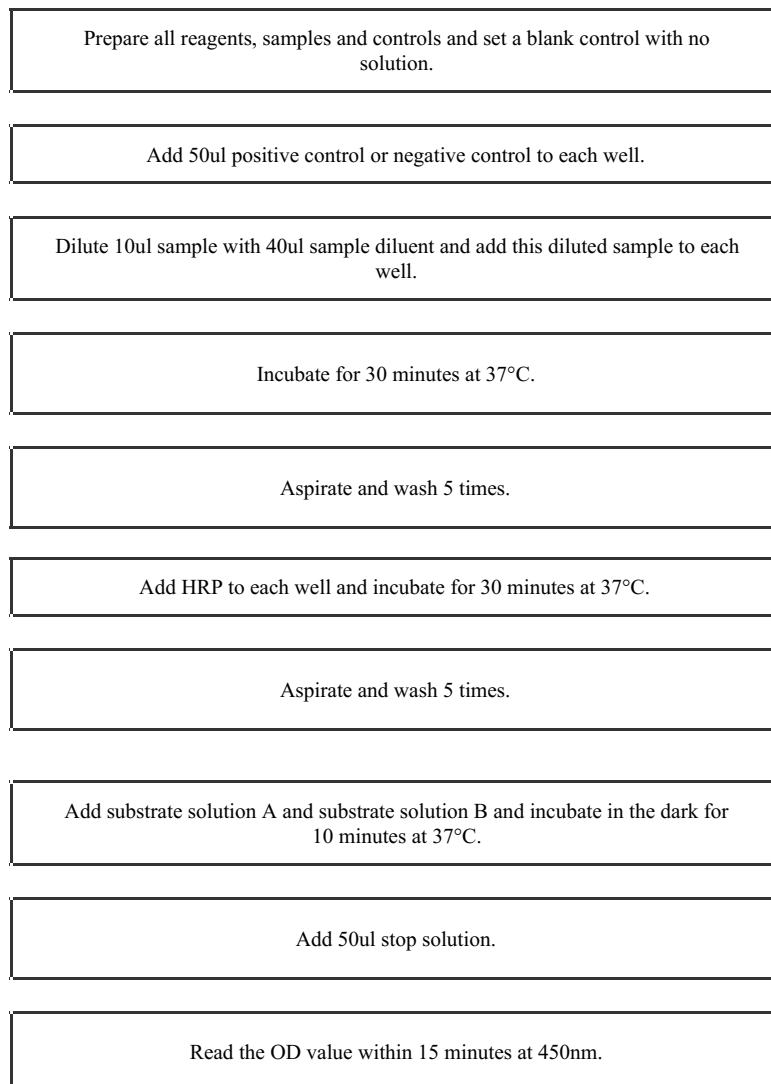 Prepare all reagents, samples and controls and set a blank control with no
solution.
Add 50ul positive control or negative control to each well.
Dilute 10ul sample with 40ul sample diluent and add this diluted sample to each
well.
Incubate for 30 minutes at 37°C.
Aspirate and wash 5 times.
Add HRP to each well and incubate for 30 minutes at 37°C.
Aspirate and wash 5 times.
Add substrate solution A and substrate solution B and incubate in the dark for
10 minutes at 37°C.
Add 50ul stop solution.
Read the OD value within 15 minutes at 450nm.